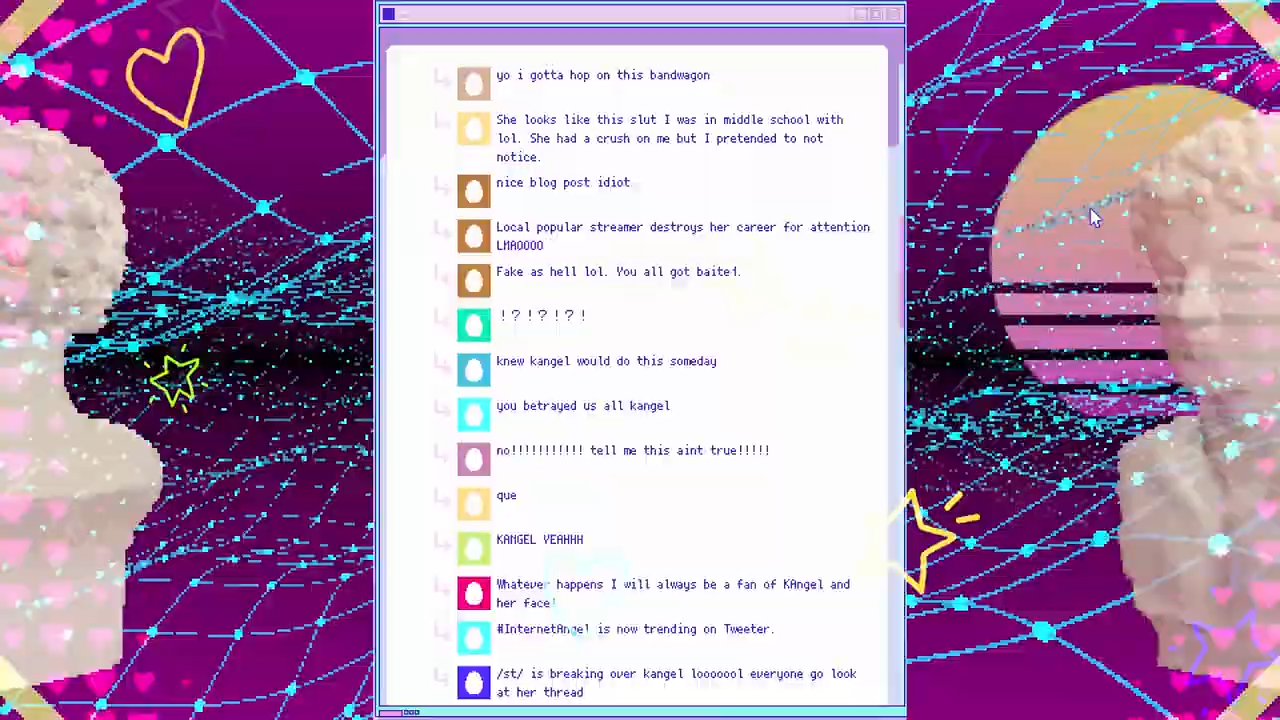 yo i gotta hop on this bandwagon
She looks like this slut I was in middle school with
lol. She had a crush on me but I pretended to not
notice.
nice blog post idiot
Local popular streamer destroys her career for attention
LMAOOOO
Fake as hell lol. You all got baited.
！？！？！？！
knew kangel would do this someday
you betrayed us all kangel
no!!!!!!!!!!! tell me this aint true!!!!!
que
KANGEL YEAHHH
Whatever happens I will always be a fan of KAngel and
her face!
#InternetAngel is now trending on Tweeter.
/st/ is breaking over kangel looooool everyone go look
at her thread